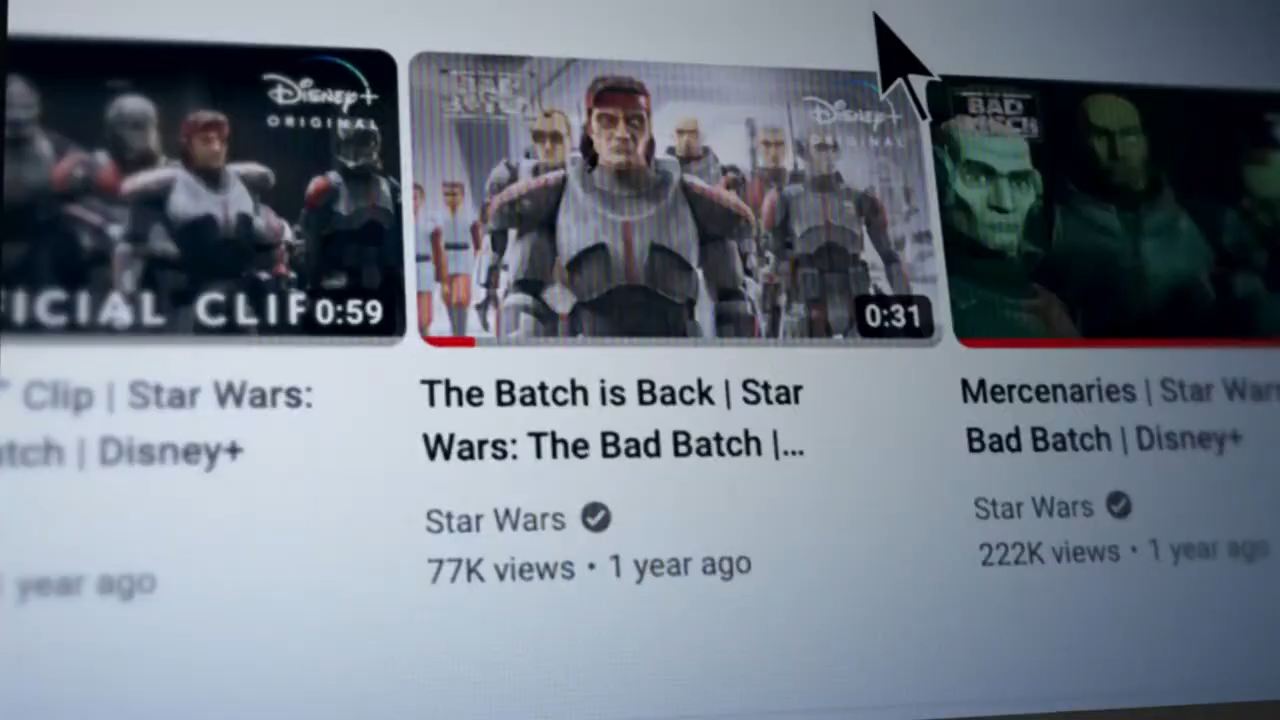 Disney+
ORIGINAL
ICIAL CLIP
0:59
Clip | Star Wars:
| Disney+
year ago
BAD
BATCH
Disney+
ORIGINAL
0:31
The Batch is Back | Star
Wars: The Bad Batch |...
Star Wars
77K views • 1 year ago
BAD
BATCH
Mercenaries | Star Wars
Bad Batch | Disney+
Star Wars
222K views • 1 year ago